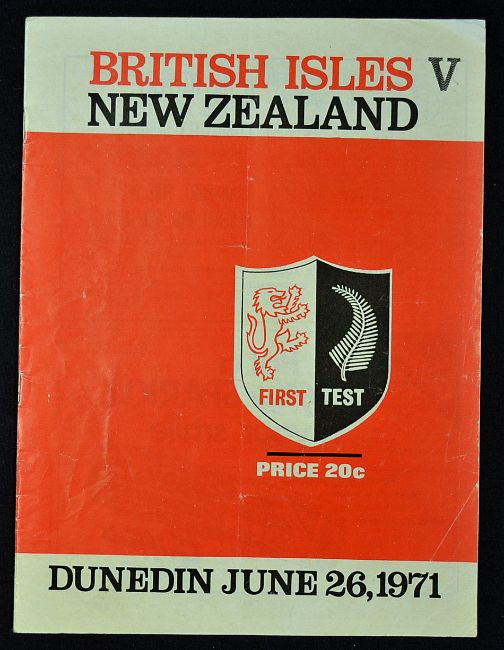 BRITISH ISLES V
NEW ZEALAND
FIRST TEST
PRICE 20c
DUNEDIN JUNE 26, 1971